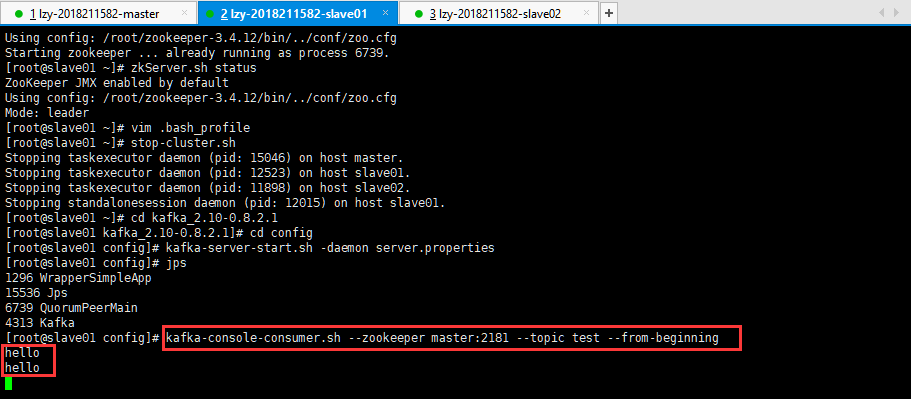 1 lzy-2018211582-master × 2 lzy-2018211582-slave01 × 3 lzy-2018211582-slave02 × +
Using config: /root/zookeeper-3.4.12/bin/../conf/zoo.cfg
Starting zookeeper ... already running as process 6739.
[root@slave01 ~]# zkServer.sh status
ZooKeeper JMX enabled by default
Using config: /root/zookeeper-3.4.12/bin/../conf/zoo.cfg
Mode: leader
[root@slave01 ~]# vim .bash_profile
[root@slave01 ~]# stop-cluster.sh
Stopping taskexecutor daemon (pid: 15046) on host master.
Stopping taskexecutor daemon (pid: 12523) on host slave01.
Stopping taskexecutor daemon (pid: 11898) on host slave02.
Stopping standalonesession daemon (pid: 12015) on host slave01.
[root@slave01 ~]# cd kafka_2.10-0.8.2.1
[root@slave01 kafka_2.10-0.8.2.1]# cd config
[root@slave01 config]# kafka-server-start.sh -daemon server.properties
[root@slave01 config]# jps
1296 WrapperSimpleApp
15536 Jps
6739 QuorumPeerMain
4313 Kafka
[root@slave01 config]# kafka-console-consumer.sh --zookeeper master:2181 --topic test --from-beginning
hello
hello